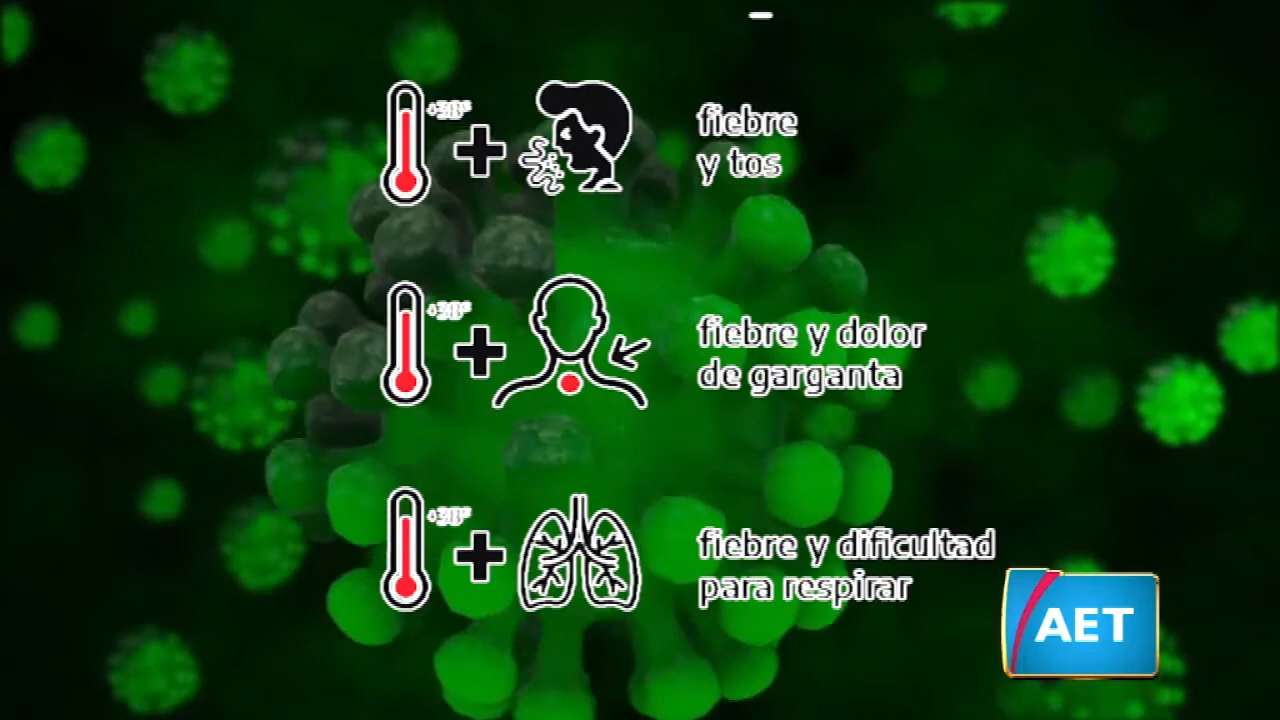 fiebre
y tos
fiebre y dolor
de garganta
fiebre y dificultad
para respirar
AET